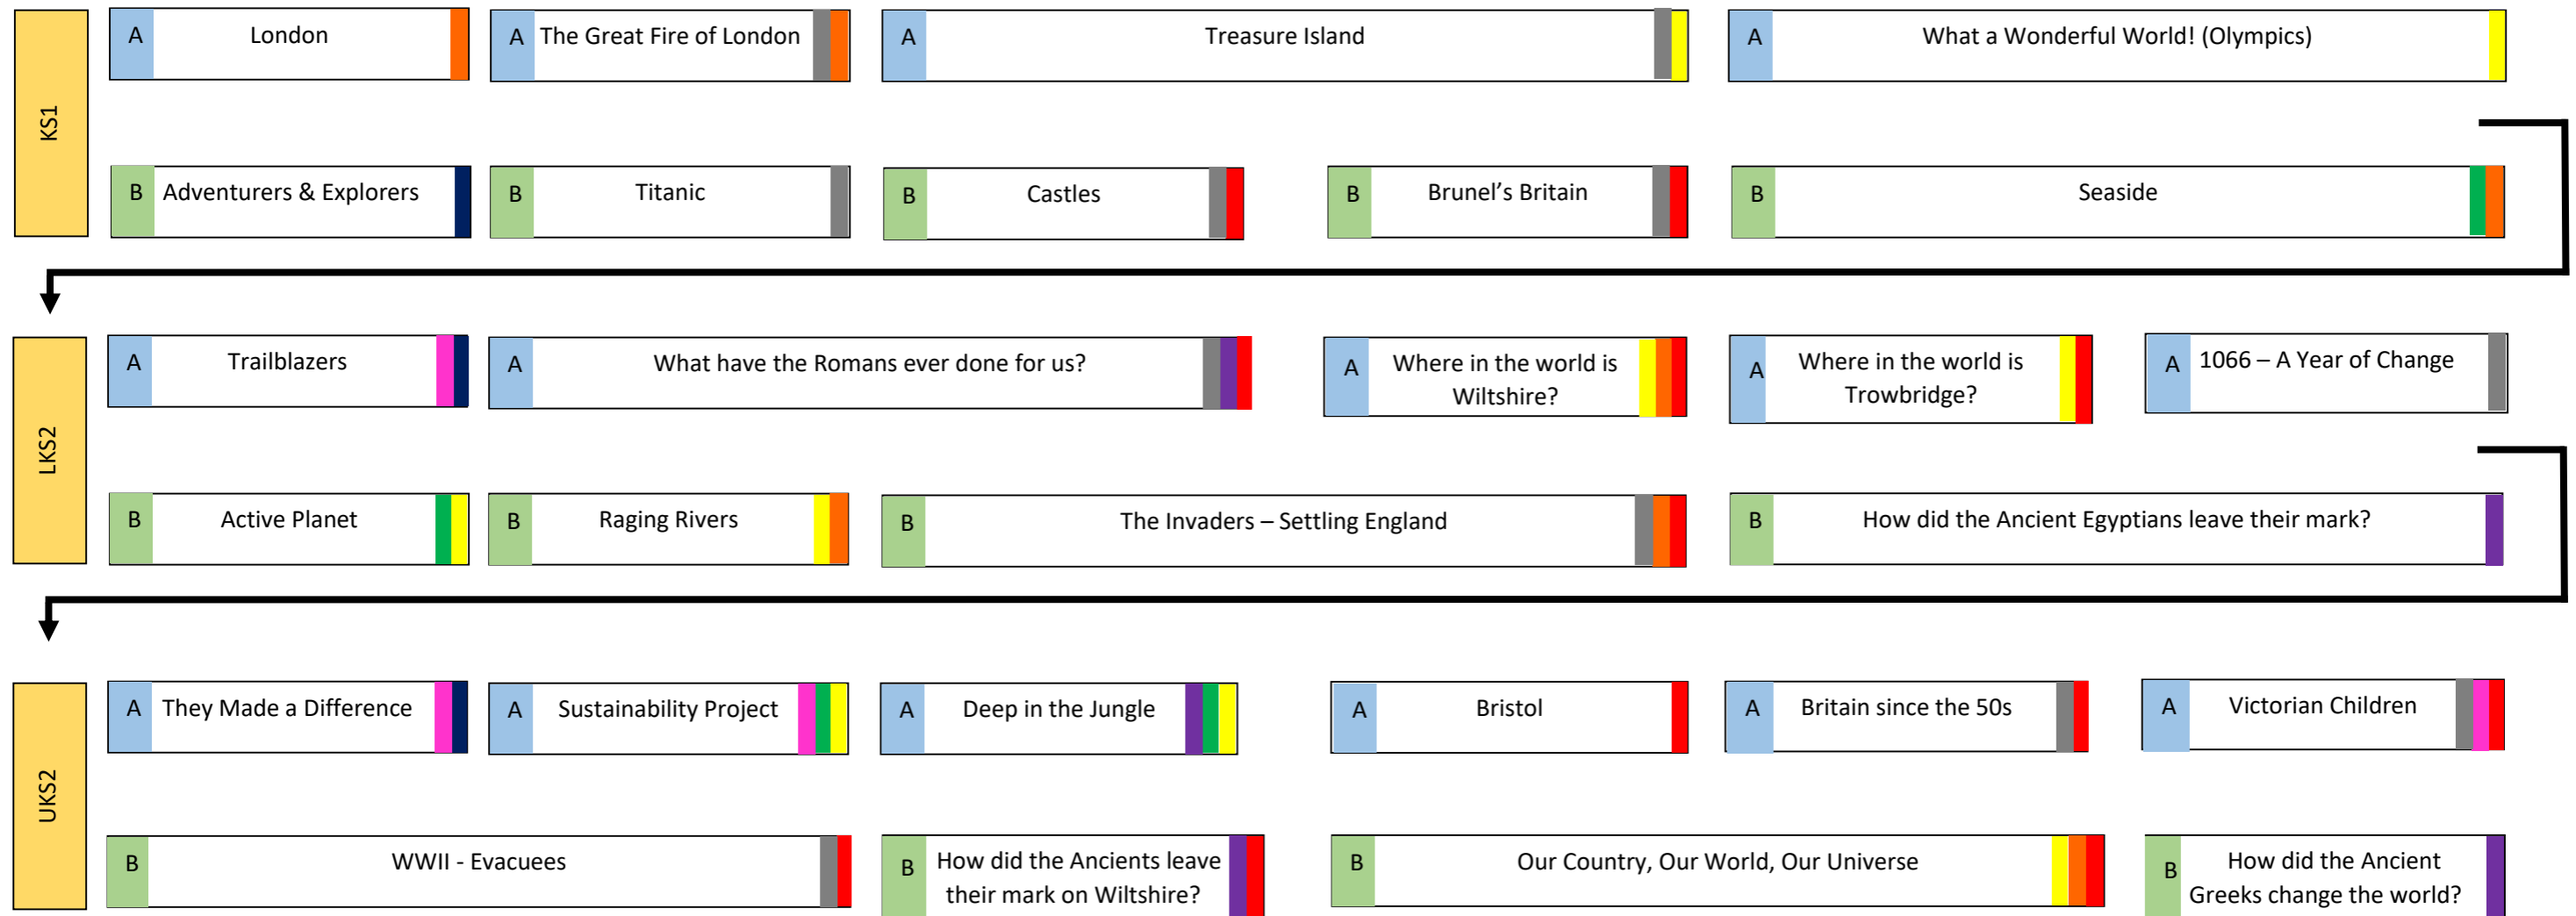 KS1
A London
A The Great Fire of London
A Treasure Island
A What a Wonderful World! (Olympics)
B Adventurers & Explorers
B Titanic
B Castles
B Brunel's Britain
B Seaside
LKS2
A Trailblazers
A What have the Romans ever done for us?
A Where in the world is
Wiltshire?
A Where in the world is
Trowbridge?
A 1066 – A Year of Change
B Active Planet
B Raging Rivers
B The Invaders – Settling England
B How did the Ancient Egyptians leave their mark?
UKS2
A They Made a Difference
A Sustainability Project
A Deep in the Jungle
A Bristol
A Britain since the 50s
A Victorian Children
B WWII - Evacuees
B How did the Ancients leave
their mark on Wiltshire?
B Our Country, Our World, Our Universe
B How did the Ancient
Greeks change the world?